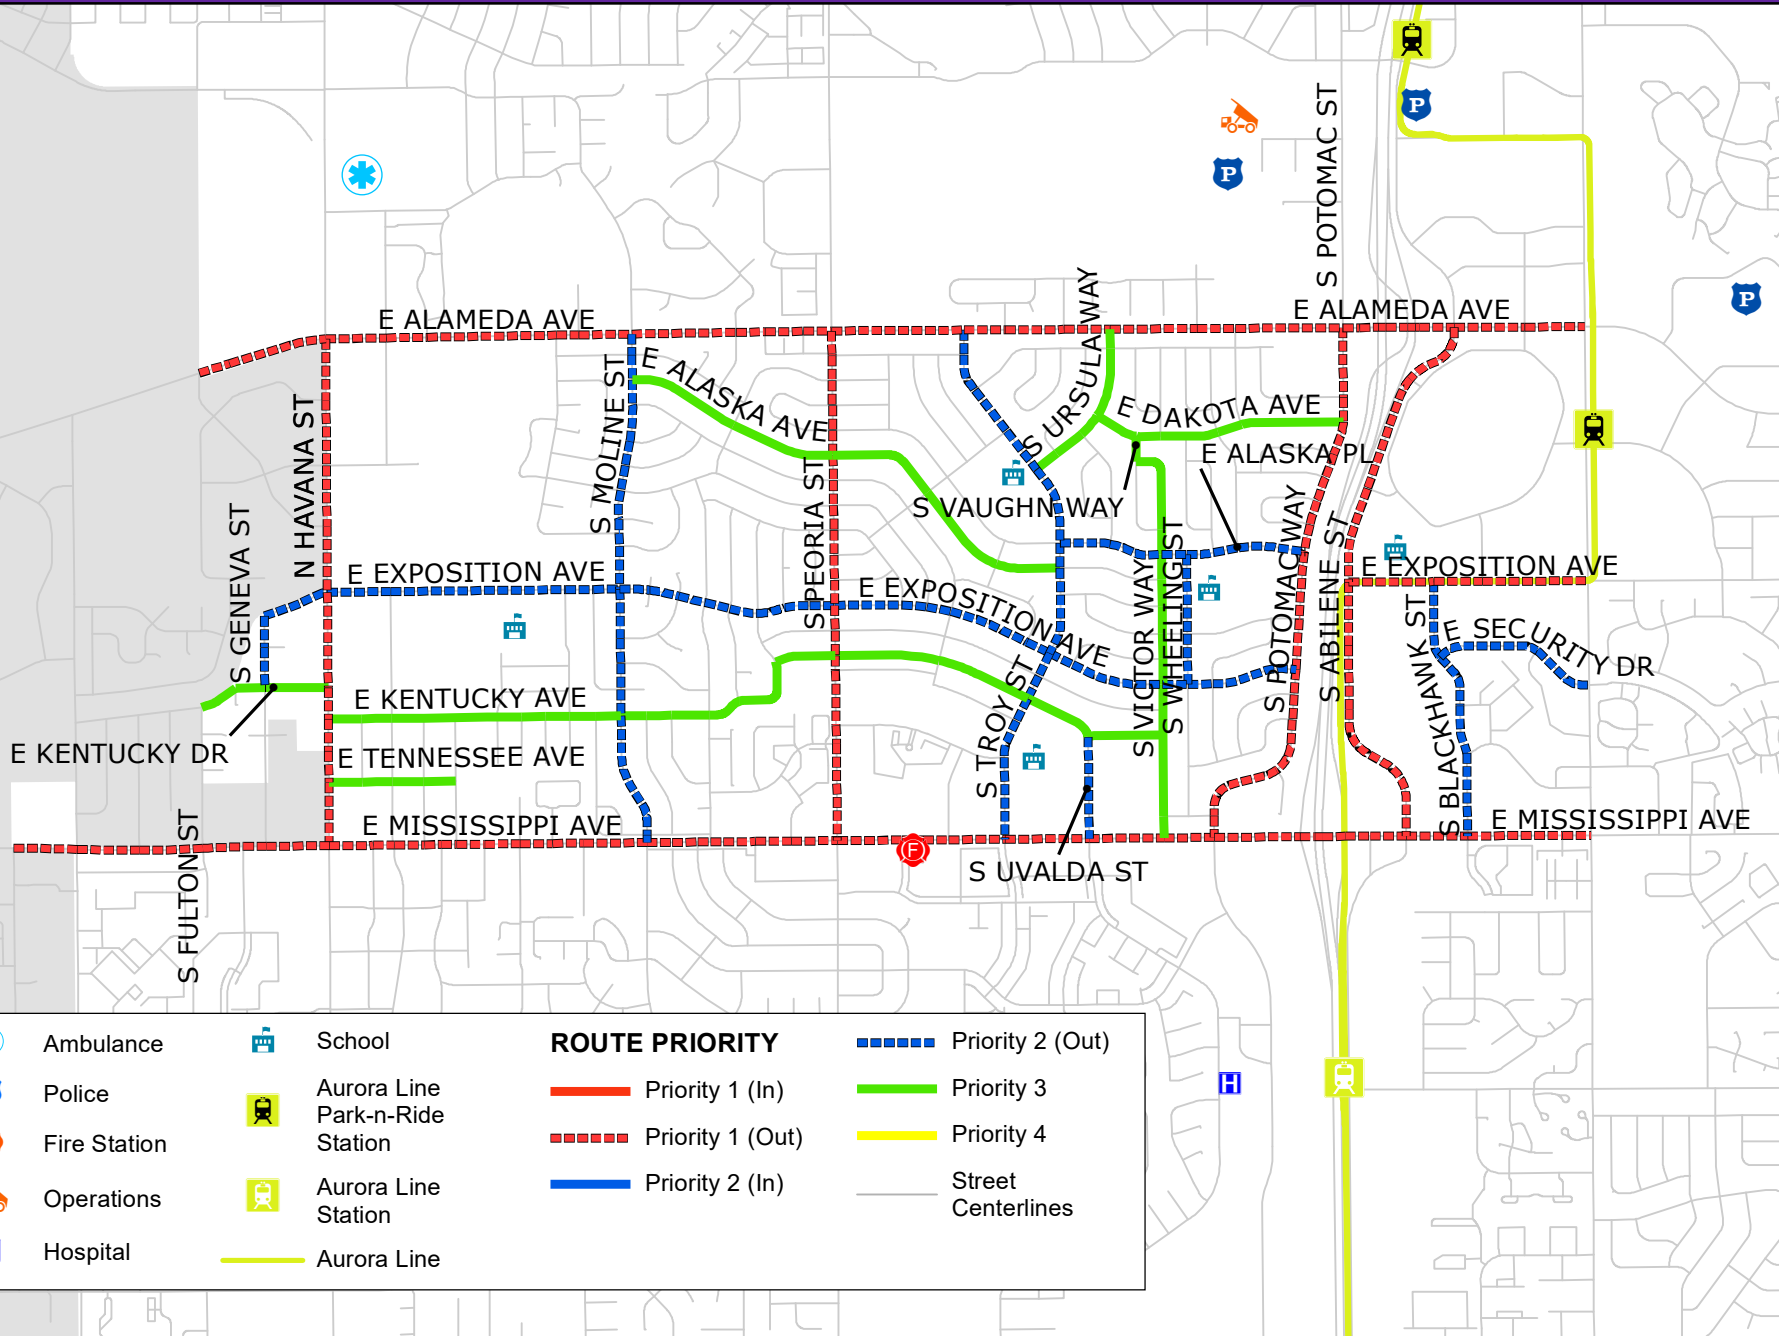 S POTOMAC ST
S URSULA WAY
E ALAMEDA AVE
E ALAMEDA AVE
E ALASKA AVE
S MOLINE ST
N HAVANA ST
E DAKOTA AVE
E ALASKA PL
S VAUGHN WAY
S PEORIA ST
S GENEVA ST
S POTOMAC WAY
S ABILENE ST
S WHEELING ST
S VICTOR WAY
E EXPOSITION AVE
E EXPOSITION AVE
E EXPOSITION AVE
S BLACKHAWK ST
E SECURITY DR
S TROY ST
E KENTUCKY AVE
E KENTUCKY DR
E TENNESSEE AVE
E MISSISSIPPI AVE
E MISSISSIPPI AVE
S FULTON ST
S UVALDA ST
P
P
P
F
H
Ambulance
Police
Fire Station
Operations
Hospital
School
Aurora Line
Park-n-Ride
Station
Aurora Line
Station
Aurora Line
ROUTE PRIORITY
Priority 1 (In)
Priority 1 (Out)
Priority 2 (In)
Priority 2 (Out)
Priority 3
Priority 4
Street
Centerlines